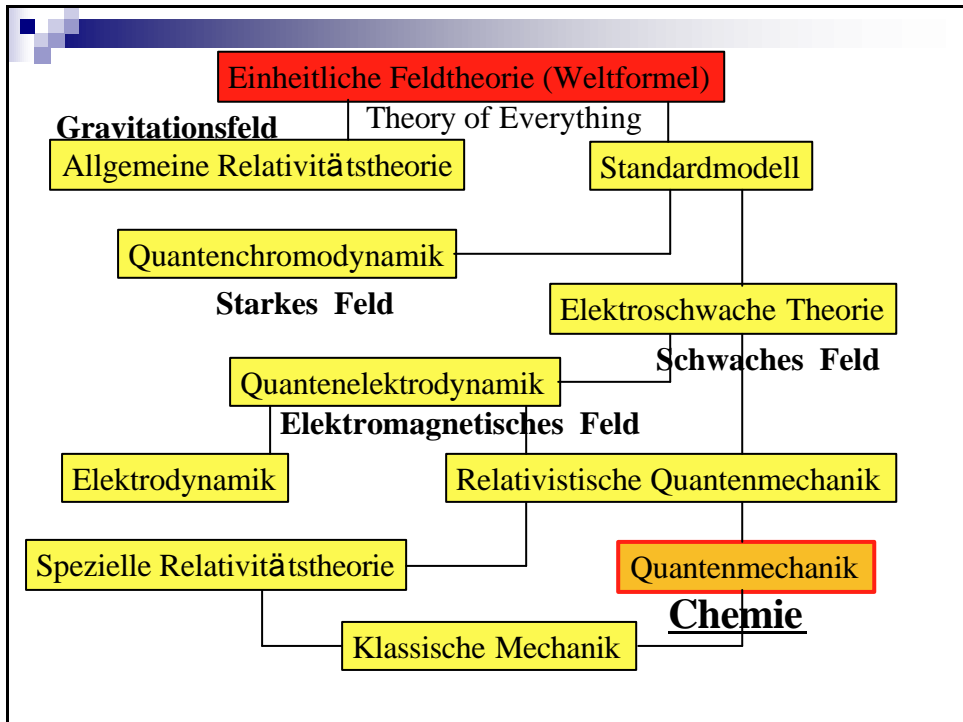 Einheitliche Feldtheorie (Weltformel)
Theory of Everything
Gravitationsfeld
Allgemeine Relativitätstheorie
Standardmodell
Quantenchromodynamik
Starkes Feld
Elektroschwache Theorie
Schwaches Feld
Quantenelektrodynamik
Elektromagnetisches Feld
Elektrodynamik
Relativistische Quantenmechanik
Spezielle Relativitätstheorie
Quantenmechanik
Chemie
Klassische Mechanik